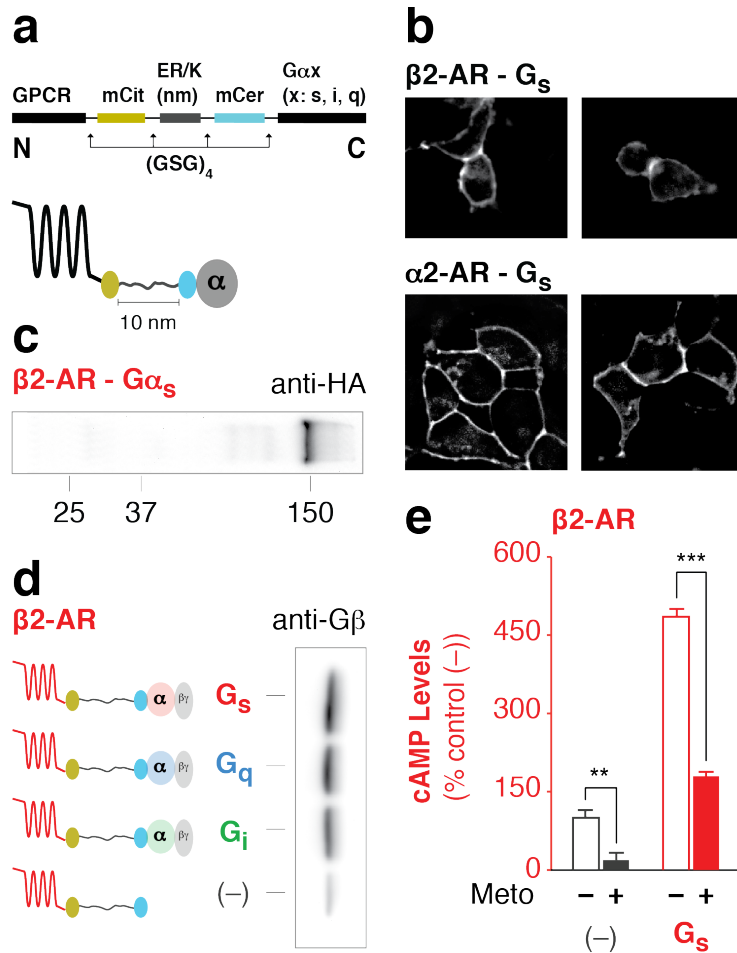 a
ER/K Gαx
GPCR mCit (nm) mCer (x: s, i, q)
N C
(GSG)4
α
10 nm
b
β2-AR - Gs
α2-AR - Gs
c
β2-AR - Gαs anti-HA
25 37 150
d
β2-AR anti-Gβ
α βγ Gs
α βγ Gq
α βγ Gi
(–)
e
β2-AR
cAMP Levels
(% control (–))
600
450
300
150
0
***
**
Meto – + – +
(–) Gs